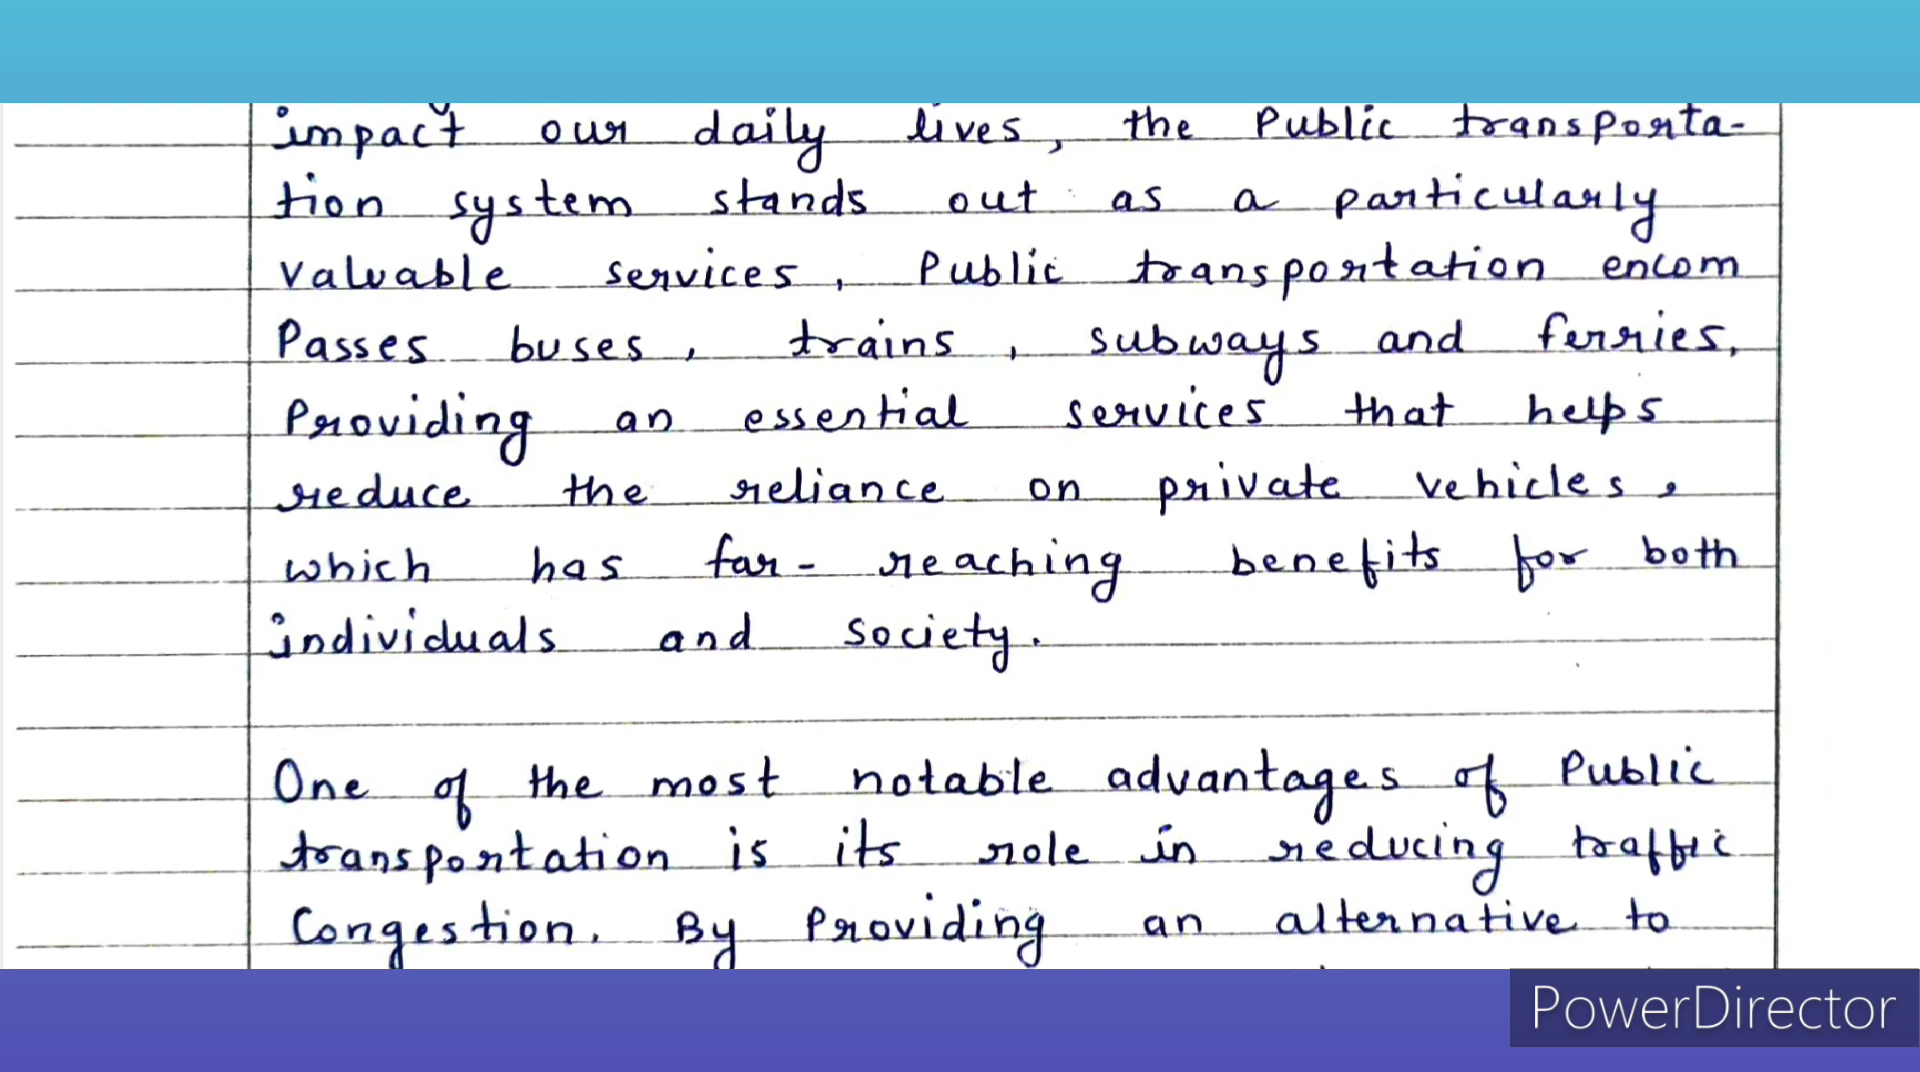 impact our daily lives, the Public transporta-
tion system stands out as a particularly
valuable services, Public transportation encom
Passes buses, trains, subways and ferries,
Providing an essential services that helps
reduce the reliance on private vehicles,
which has far-reaching benefits for both
individuals and society.
One of the most notable advantages of Public
transportation is its role in reducing traffic
Congestion. By Providing an alternative to
PowerDirector